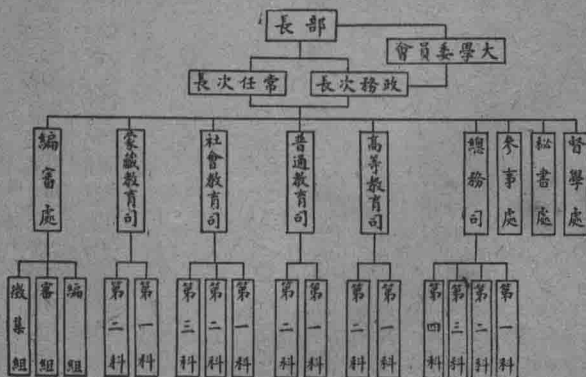 部長
大學委員會
政務次長
常任次長
督學處
秘書處
參事處
總務司
高等教育司
普通教育司
社會教育司
蒙藏教育司
編審處
第一科
第二科
第三科
第四科
第一科
第二科
第一科
第二科
第一科
第二科
第三科
第一科
第二科
編組
審組
徵集組